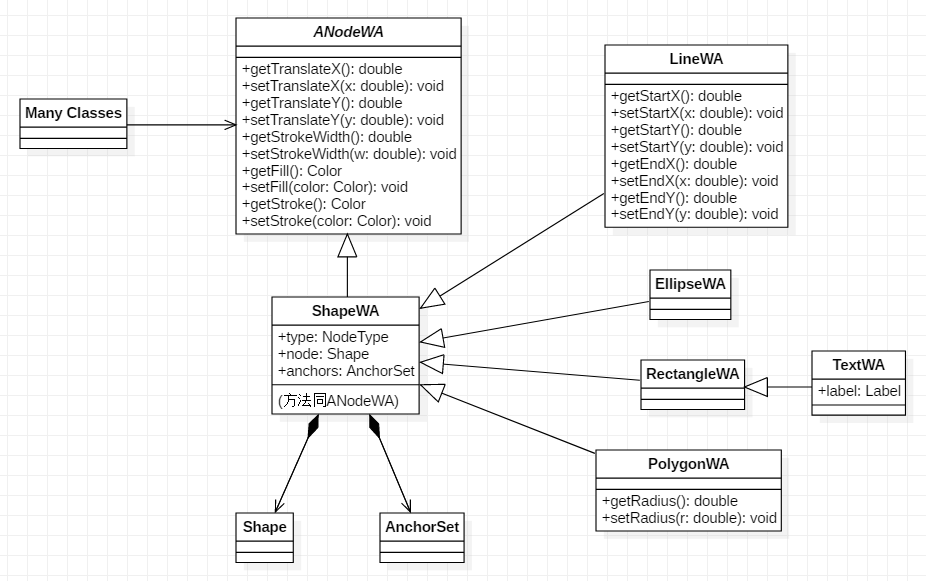 ANodeWA
+getTranslateX(): double
+setTranslateX(x: double): void
+getTranslateY(): double
+setTranslateY(y: double): void
+getStrokeWidth(): double
+setStrokeWidth(w: double): void
+getFill(): Color
+setFill(color: Color): void
+getStroke(): Color
+setStroke(color: Color): void
LineWA
+getStartX(): double
+setStartX(x: double): void
+getStartY(): double
+setStartY(y: double): void
+getEndX(): double
+setEndX(x: double): void
+getEndY(): double
+setEndY(y: double): void
Many Classes
ShapeWA
+type: NodeType
+node: Shape
+anchors: AnchorSet
(方法同ANodeWA)
EllipseWA
RectangleWA
TextWA
+label: Label
PolygonWA
+getRadius(): double
+setRadius(r: double): void
Shape
AnchorSet